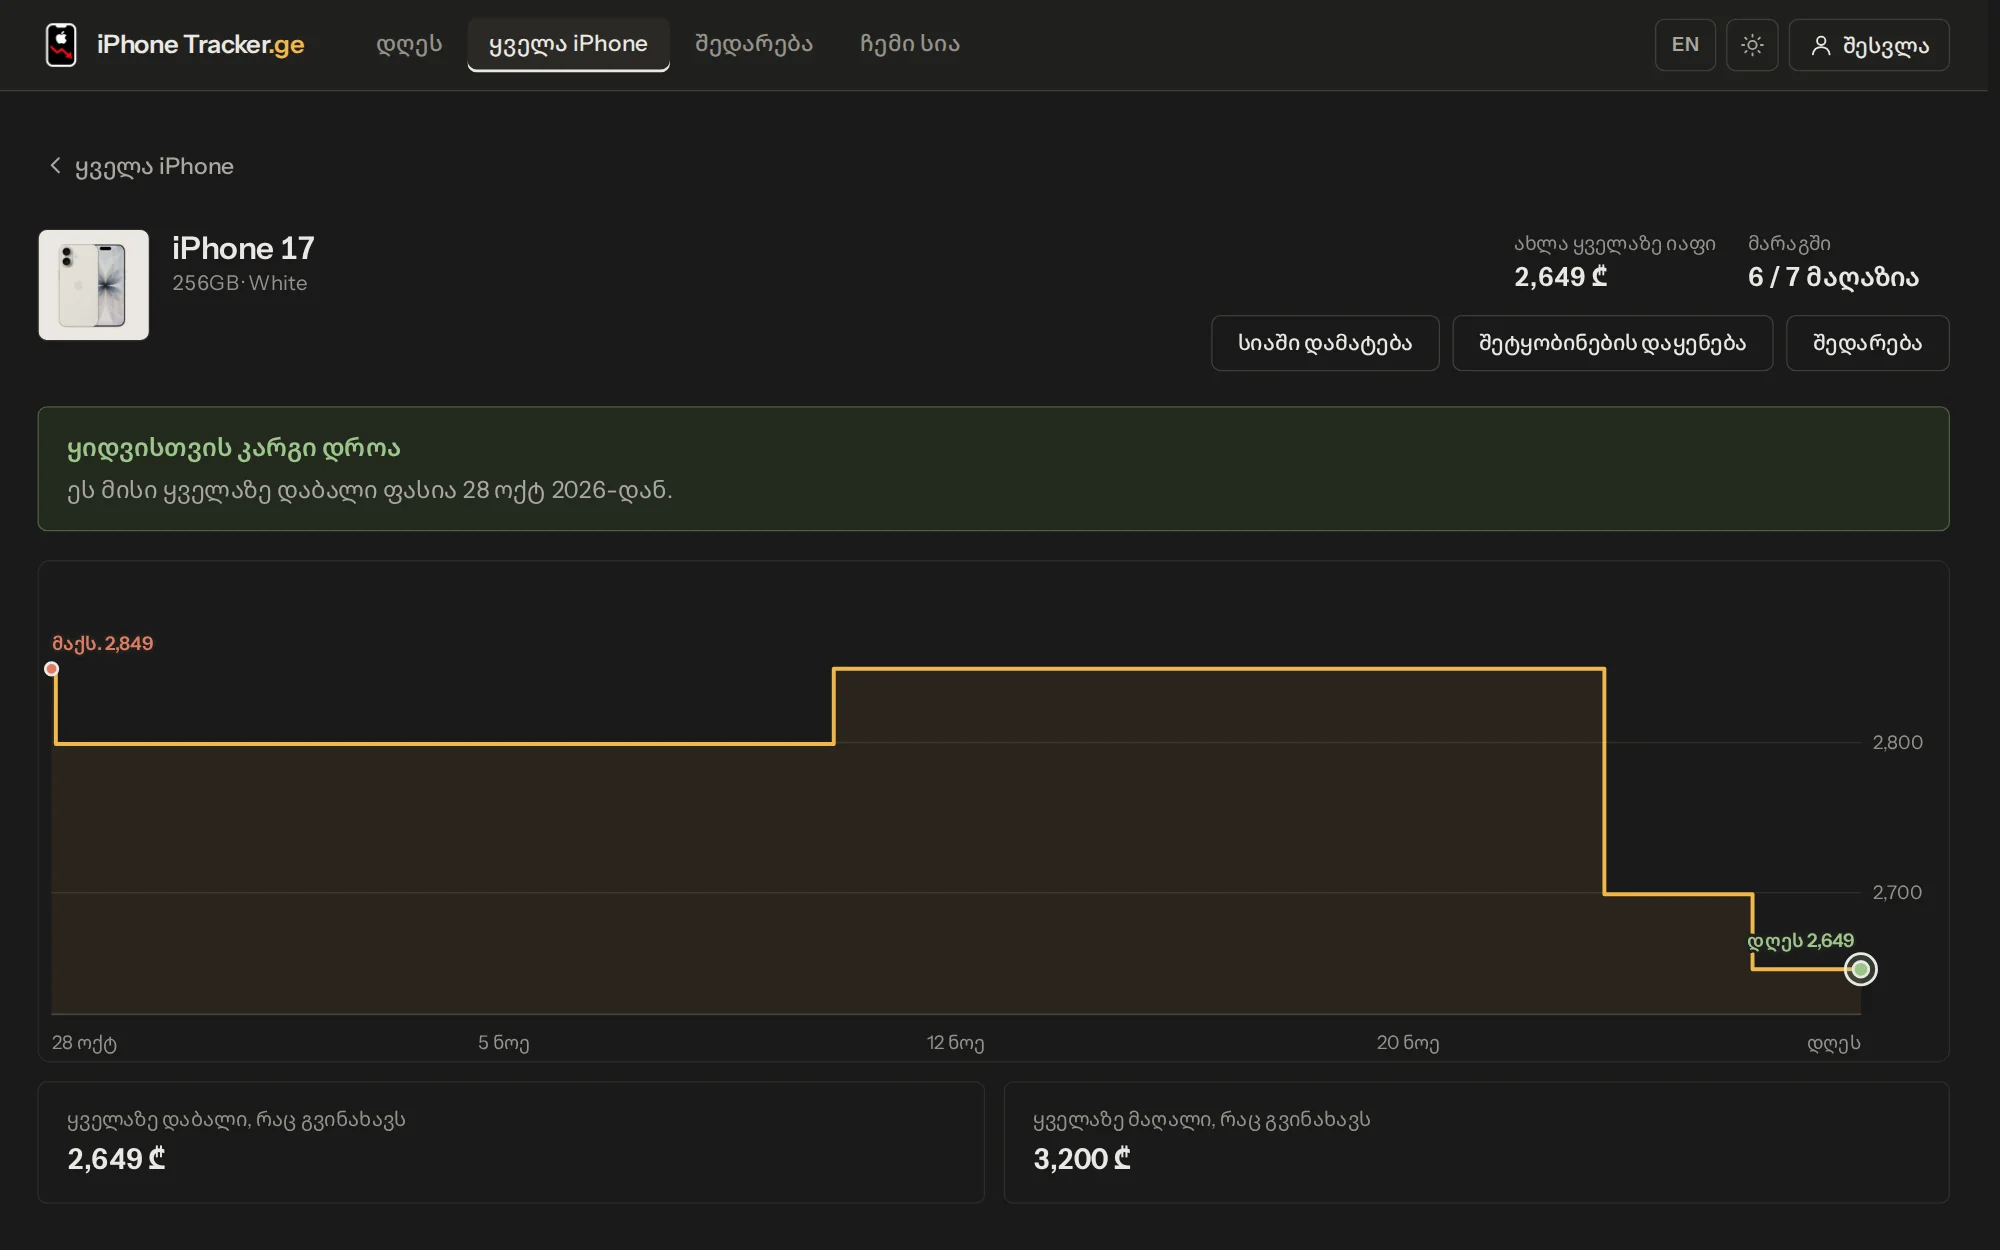 iPhone Tracker.ge
დღეს
ყველა iPhone
შედარება
ჩემი სია
EN
შესვლა
ყველა iPhone
iPhone 17
256GB · White
ახლა ყველაზე იაფი
2,649 ₾
მარაგში
6 / 7 მაღაზია
სიაში დამატება
შეტყობინების დაყენება
შედარება
ყიდვისთვის კარგი დროა
ეს მისი ყველაზე დაბალი ფასია 28 ოქტ 2026-დან.
მაქს. 2,849
2,800
2,700
დღეს 2,649
28 ოქტ
5 ნოე
12 ნოე
20 ნოე
დღეს
ყველაზე დაბალი, რაც გვინახავს
2,649 ₾
ყველაზე მაღალი, რაც გვინახავს
3,200 ₾